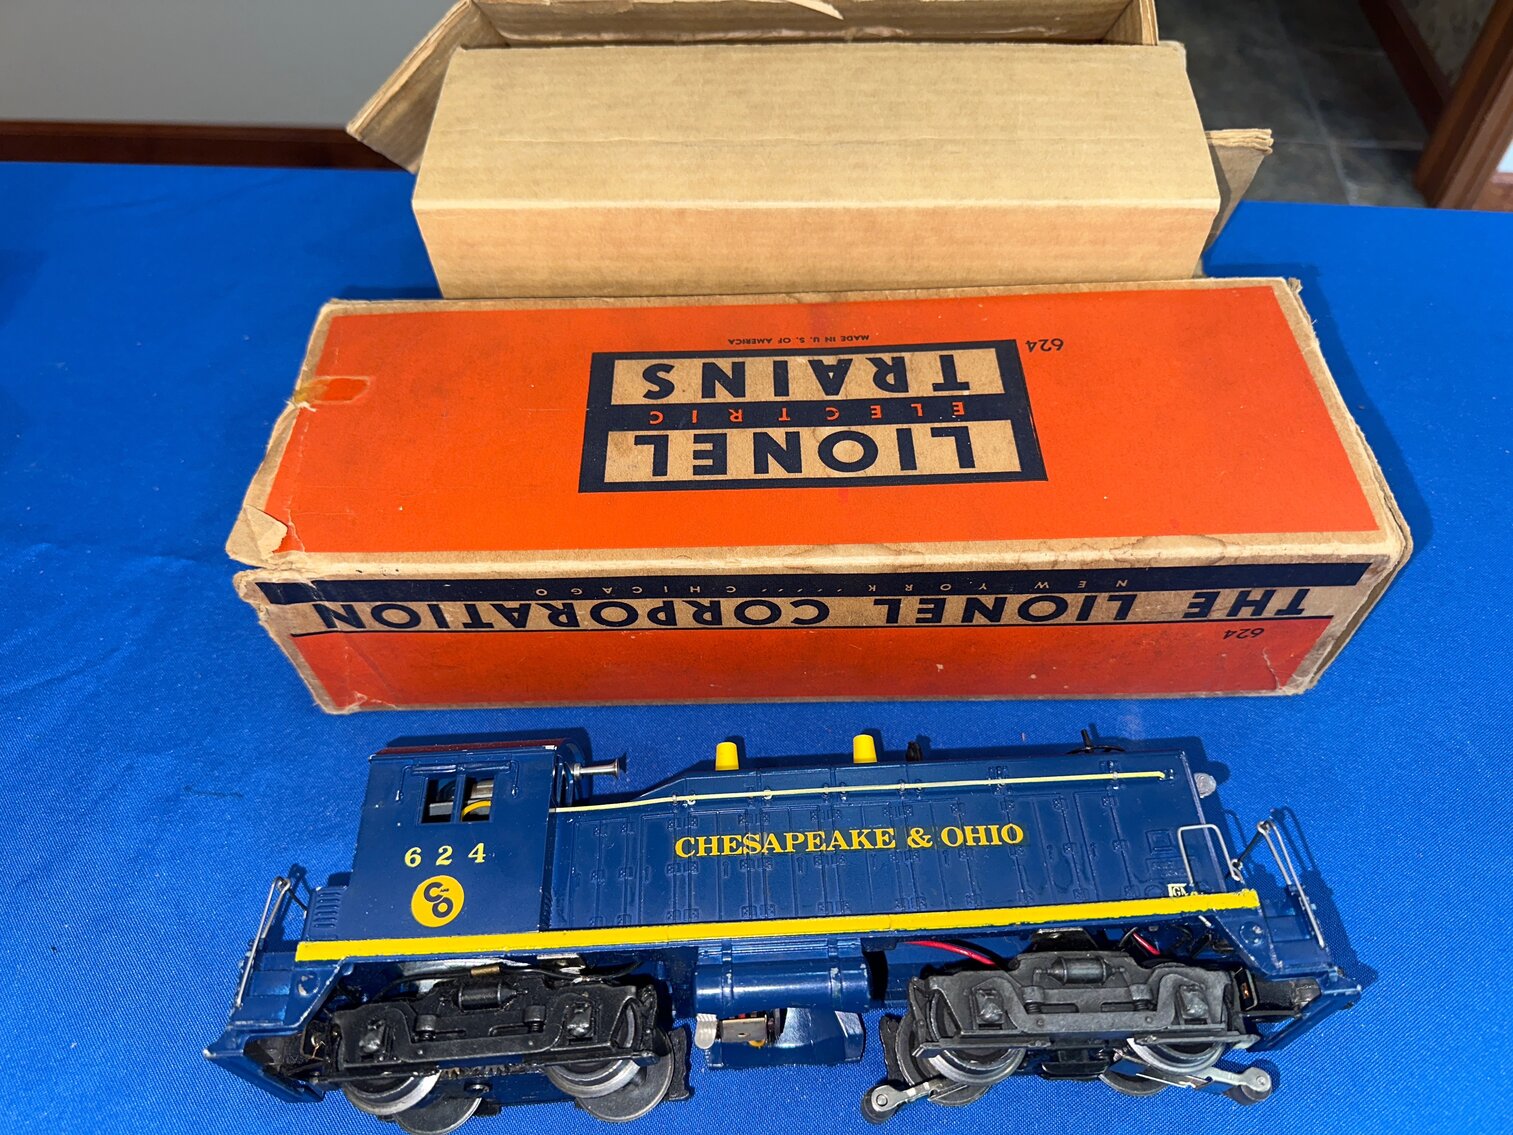 624
MADE IN U. S. OF AMERICA
LIONEL
ELECTRIC
TRAINS
624
THE LIONEL CORPORATION
NEW YORK CHICAGO
624
C-O
CHESAPEAKE & OHIO